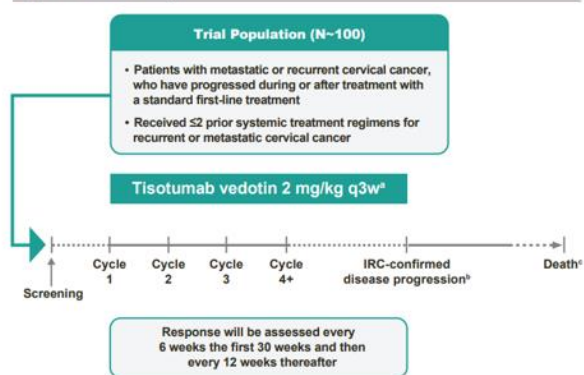 Trial Population (N~100)
• Patients with metastatic or recurrent cervical cancer,
who have progressed during or after treatment with
a standard first-line treatment
• Received ≤2 prior systemic treatment regimens for
recurrent or metastatic cervical cancer
Tisotumab vedotin 2 mg/kg q3wᵃ
Screening
Cycle
1
Cycle
2
Cycle
3
Cycle
4+
IRC-confirmed
disease progressionᵇ
Deathᶜ
Response will be assessed every
6 weeks the first 30 weeks and then
every 12 weeks thereafter